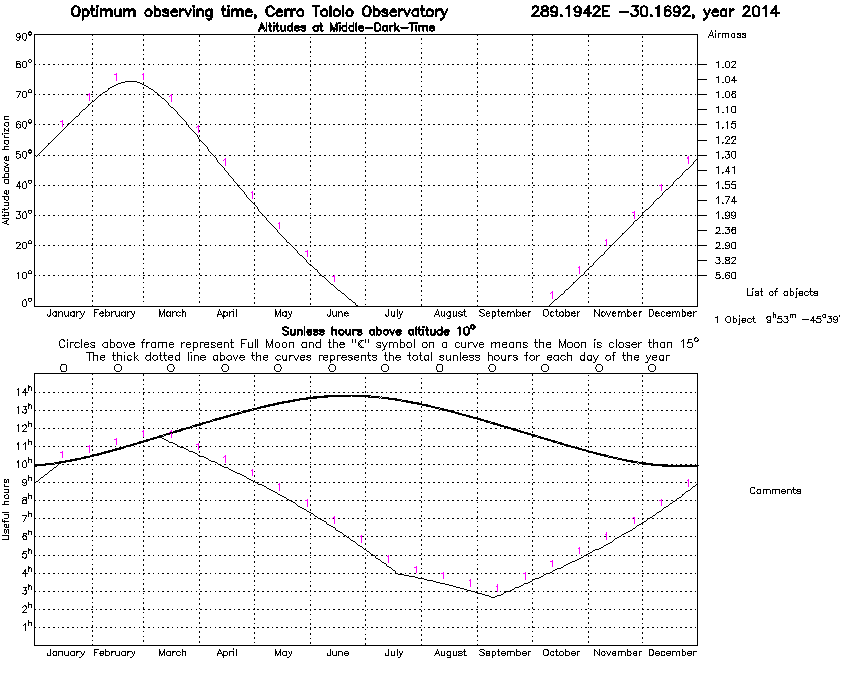 Optimum observing time, Cerro Tololo Observatory 289.1942E −30.1692, year 2014
Altitudes at Middle-Dark-Time
Airmass
90°
80° 1.02
1.04
70° 1.06
1.10
60° 1.15
1.22
50° 1.30
1.41
40° 1.55
1.74
30° 1.99
2.36
20° 2.90
3.82
10° 5.60
0°
Altitude above horizon
January February March April May June July August September October November December
List of objects
1 Object 9h53m −45°39'
Sunless hours above altitude 10°
Circles above frame represent Full Moon and the "☾" symbol on a curve means the Moon is closer than 15°
The thick dotted line above the curves represents the total sunless hours for each day of the year
14h
13h
12h
11h
10h
9h
8h
7h
6h
5h
4h
3h
2h
1h
Useful hours
January February March April May June July August September October November December
Comments